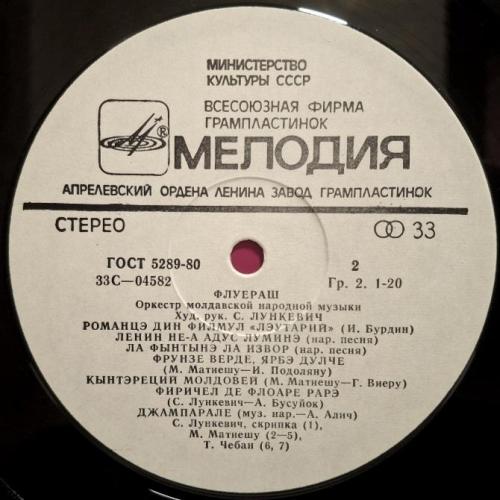 МИНИСТЕРСТВО
КУЛЬТУРЫ СССР
ВСЕСОЮЗНАЯ ФИРМА
ГРАМПЛАСТИНОК
®
МЕЛОДИЯ
АПРЕЛЕВСКИЙ ОРДЕНА ЛЕНИНА ЗАВОД ГРАМПЛАСТИНОК
СТЕРЕО
33
ГОСТ 5289-80
2
33С—04582
Гр. 2. 1-20
ФЛУЕРАШ
Оркестр молдавской народной музыки
Худ. рук. С. ЛУНКЕВИЧ
РОМАНЦЭ ДИН ФИЛМУЛ «ЛЭУТАРИЙ» (И. Бурдин)
ЛЕНИН НЕ-А АДУС ЛУМИНЭ (нар. песня)
ЛА ФЫНТЫНЭ ЛА ИЗВОР (нар. песня)
ФРУНЗЕ ВЕРДЕ, ЯРБЭ ДУЛЧЕ
(М. Матиешу—И. Подоляну)
КЫНТЭРЕЦИЙ МОЛДОВЕЙ (М. Матиешу—Г. Виеру)
ФИРИЧЕЛ ДЕ ФЛОАРЕ РАРЭ
(С. Лункевич—А. Бусуйок)
ДЖАМПАРАЛЕ (муз. нар.—А. Адич)
С. Лункевич, скрипка (1),
М. Матиешу (2—5),
Т. Чебан (6, 7)